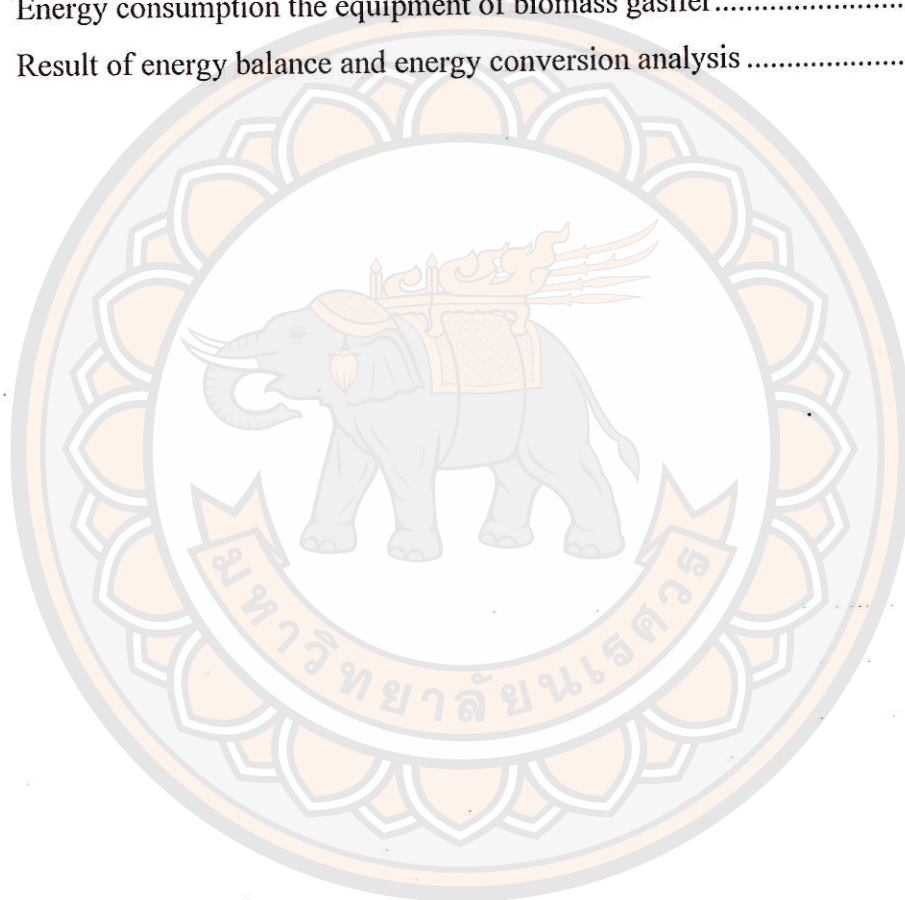 Energy consumption the equipment of biomass gasifier.......................
Result of energy balance and energy conversion analysis ....................
มหาวิทยาลัยนเรศวร